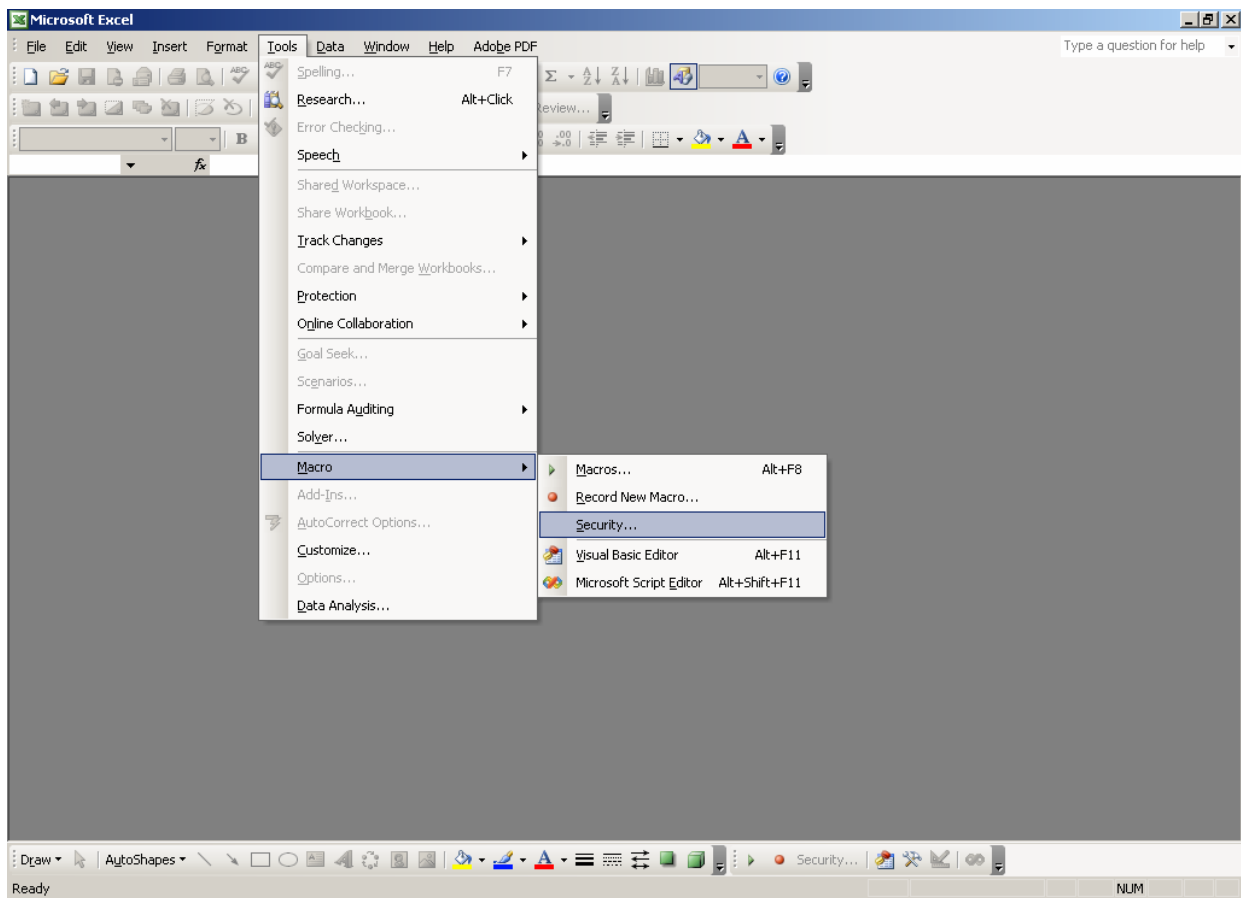 Microsoft Excel
File Edit View Insert Format Tools Data Window Help Adobe PDF Type a question for help
Spelling... F7
Research... Alt+Click
Review...
Error Checking...
B
Speech
fx
Shared Workspace...
Share Workbook...
Track Changes
Compare and Merge Workbooks...
Protection
Online Collaboration
Goal Seek...
Scenarios...
Formula Auditing
Solver...
Macro
Macros... Alt+F8
Add-Ins...
Record New Macro...
AutoCorrect Options...
Security...
Customize...
Visual Basic Editor Alt+F11
Options...
Microsoft Script Editor Alt+Shift+F11
Data Analysis...
Draw AutoShapes A Security...
Ready NUM